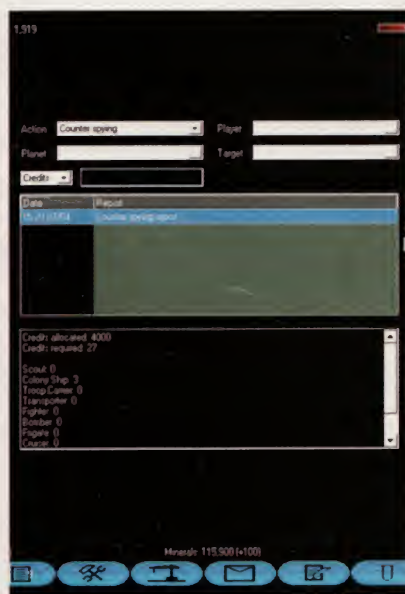 1,919
Action Counter spying Player
Planet Target
Credits
Date Report
Counter spying report
Credits allocated 4000
Credits required 27
Scout 0
Colony Ship 3
Troop Carrier 0
Transporter 0
Fighter 0
Bomber 0
Frigate 0
Cruiser 0
Minerals: 115,900 (+100)